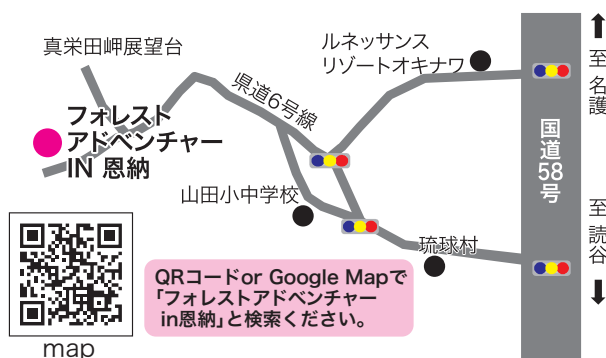 真栄田岬展望台
ルネッサンス
リゾートオキナワ
至 名護
県道6号線
フォレスト
アドベンチャー
IN 恩納
国道58号
山田小中学校
至 読谷
琉球村
QRコードor Google Mapで
「フォレストアドベンチャー
in恩納」と検索ください。
map